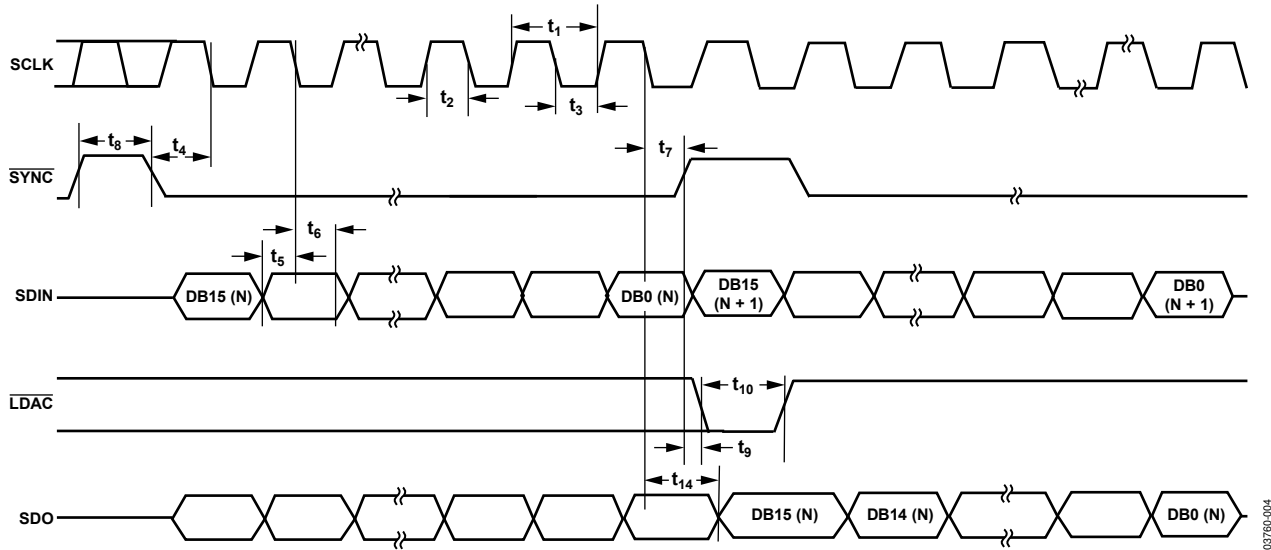 t1
SCLK
t2
t3
t8
t4
t7
SYNC
t6
t5
SDIN
DB15 (N)
DB0 (N)
DB15
(N + 1)
DB0
(N + 1)
t10
LDAC
t9
t14
SDO
DB15 (N)
DB14 (N)
DB0 (N)
03760-004